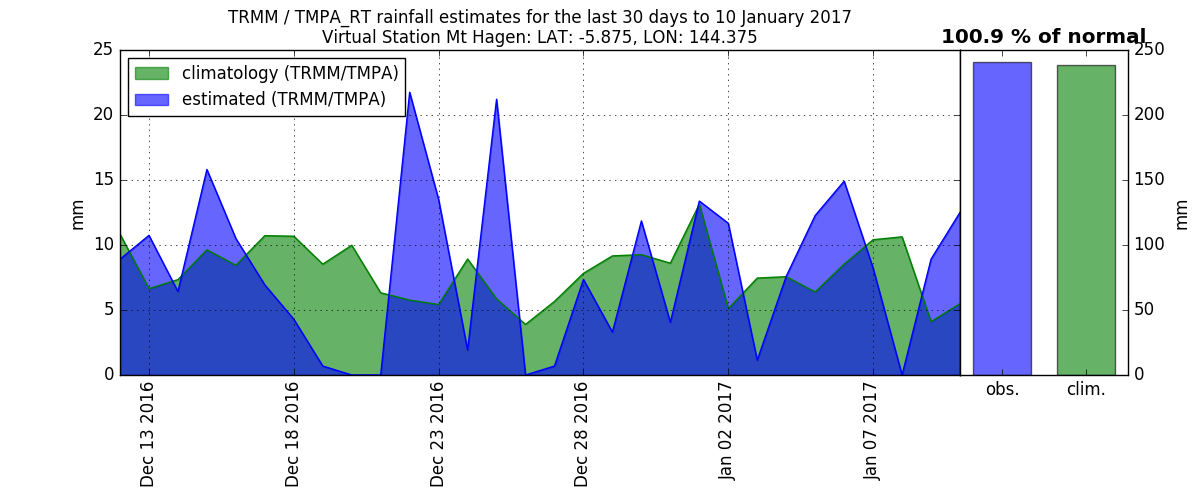 TRMM / TMPA_RT rainfall estimates for the last 30 days to 10 January 2017
Virtual Station Mt Hagen: LAT: -5.875, LON: 144.375
100.9 % of normal
climatology (TRMM/TMPA)
estimated (TRMM/TMPA)
25
20
15
10
5
0
mm
250
200
150
100
50
0
mm
obs.
clim.
Dec 13 2016
Dec 18 2016
Dec 23 2016
Dec 28 2016
Jan 02 2017
Jan 07 2017